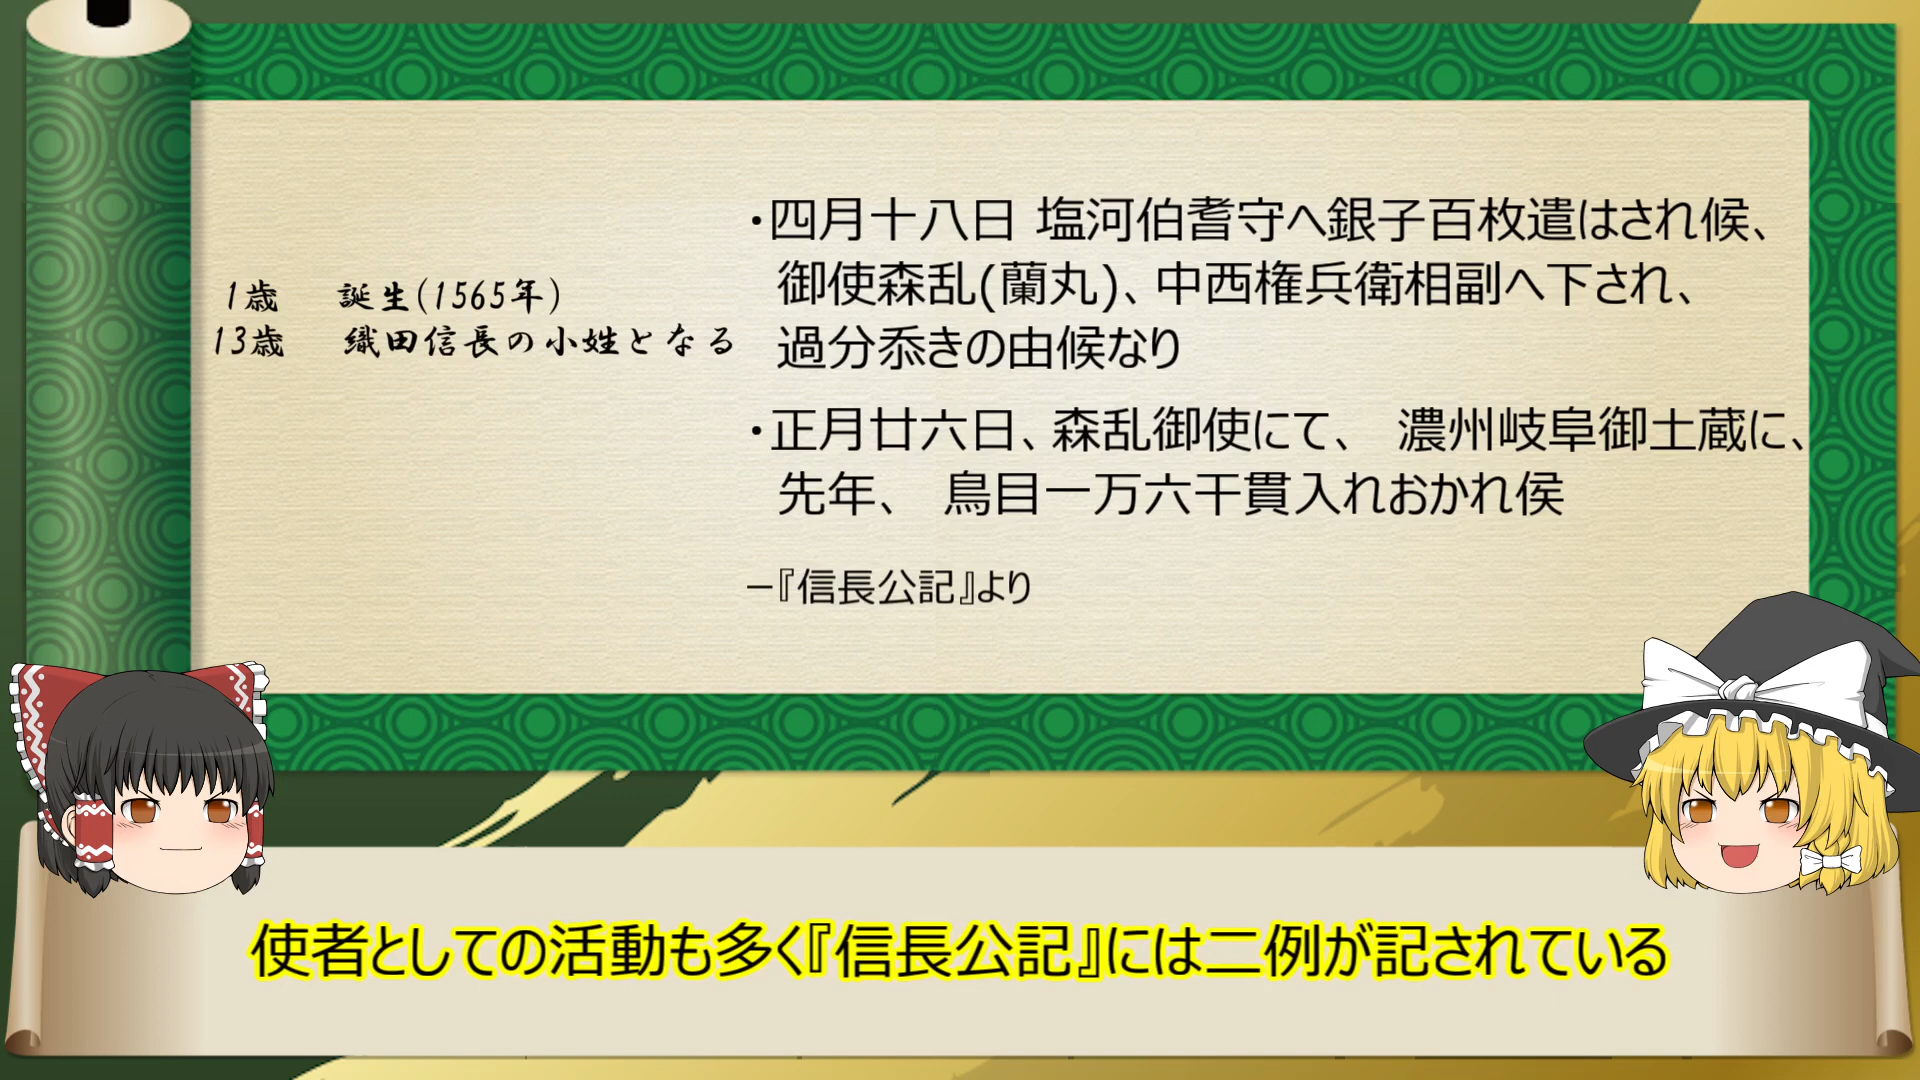 1歳 誕生(1565年)
13歳 織田信長の小姓となる
・四月十八日 塩河伯耆守へ銀子百枚遣はされ候、
御使森乱(蘭丸)、中西権兵衛相副へ下され、
過分忝きの由候なり
・正月廿六日、森乱御使にて、 濃州岐阜御土蔵に、
先年、 鳥目一万六干貫入れおかれ侯
−『信長公記』より
使者としての活動も多く『信長公記』には二例が記されている